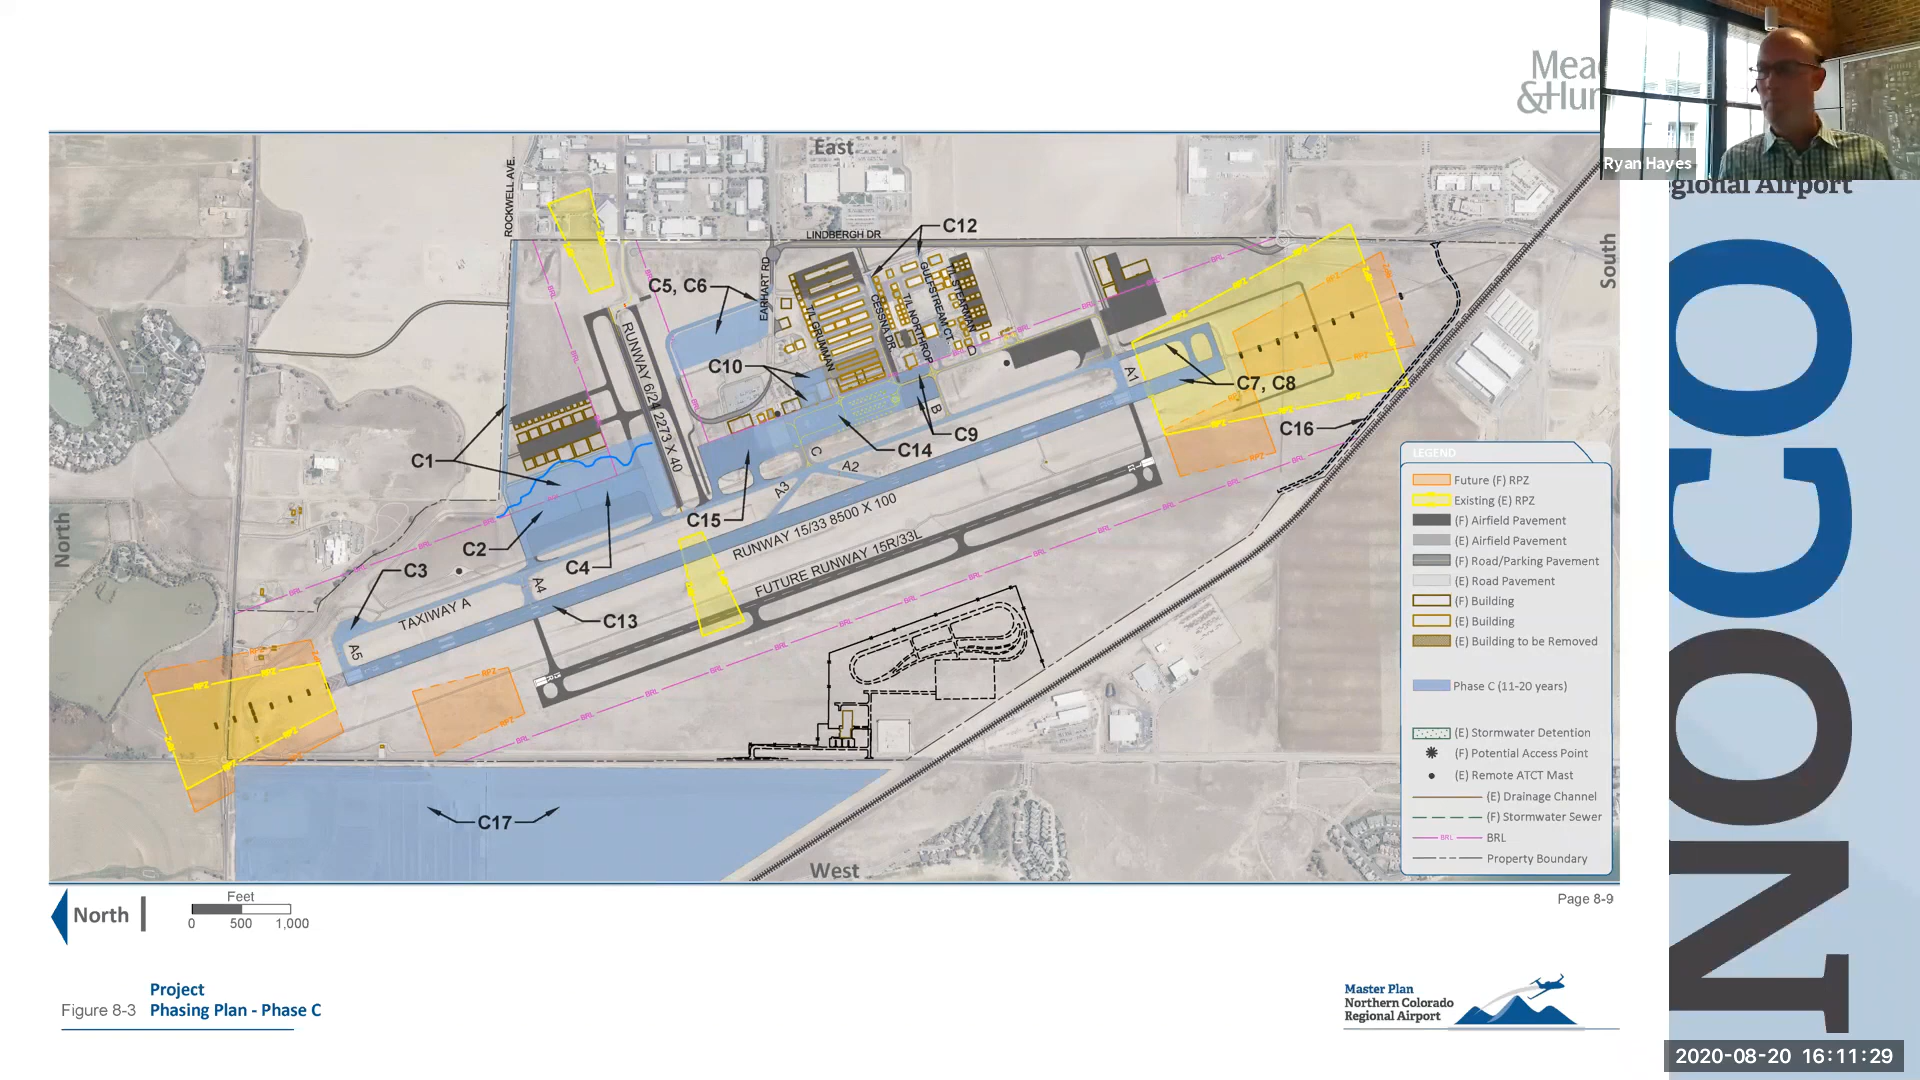 Mea
&Hun
Ryan Hayes
gional Airport
NOCO
East
South
North
West
ROCKWELL AVE.
LINDBERGH DR
EARHART RD
C12
C5, C6
C10
C1
C2
C3
C4
C15
C14
C9
C7, C8
C16
C13
C17
RUNWAY 6/24 2273 X 40
T/L GRUMMAN
CESSNA DR.
T/L NORTHROP
GULFSTREAM CT.
T/L STEARMAN
A1
B
C
D
A2
A3
A4
A5
TAXIWAY A
RUNWAY 15/33 8500 X 100
FUTURE RUNWAY 15R/33L
RPZ
BRL
LEGEND
Future (F) RPZ
Existing (E) RPZ
(F) Airfield Pavement
(E) Airfield Pavement
(F) Road/Parking Pavement
(E) Road Pavement
(F) Building
(E) Building
(E) Building to be Removed
Phase C (11-20 years)
(E) Stormwater Detention
(F) Potential Access Point
(E) Remote ATCT Mast
(E) Drainage Channel
(F) Stormwater Sewer
BRL BRL
Property Boundary
North
Feet
0 500 1,000
Page 8-9
Figure 8-3 Project
Phasing Plan - Phase C
Master Plan
Northern Colorado
Regional Airport
2020-08-20 16:11:29